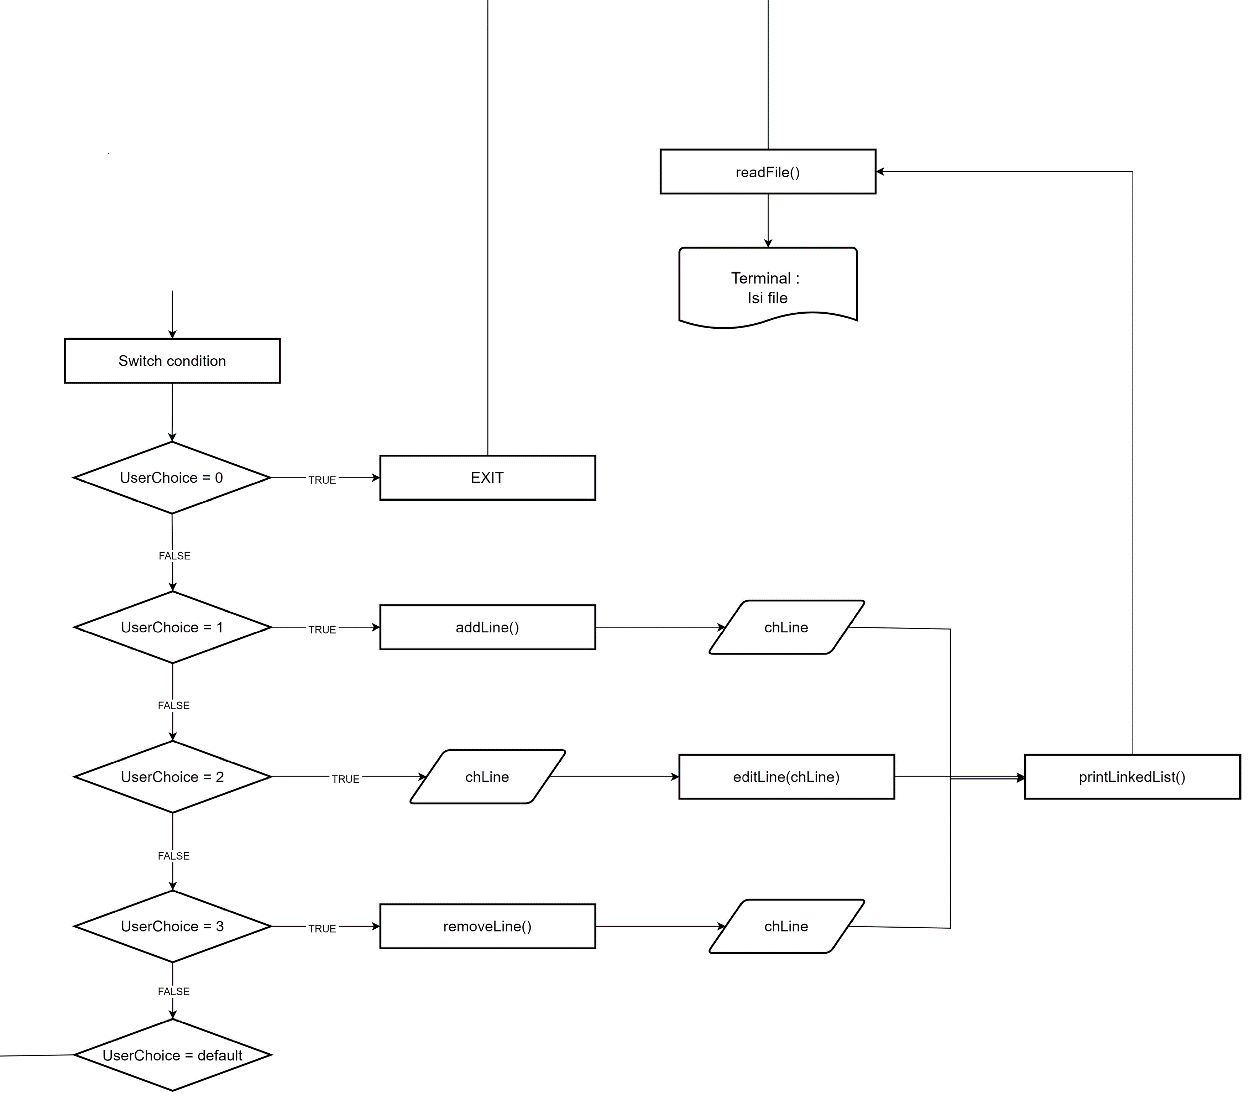 readFile()
Terminal :
Isi file
Switch condition
UserChoice = 0
TRUE
EXIT
FALSE
UserChoice = 1
TRUE
addLine()
chLine
FALSE
UserChoice = 2
TRUE
chLine
editLine(chLine)
printLinkedList()
FALSE
UserChoice = 3
TRUE
removeLine()
chLine
FALSE
UserChoice = default